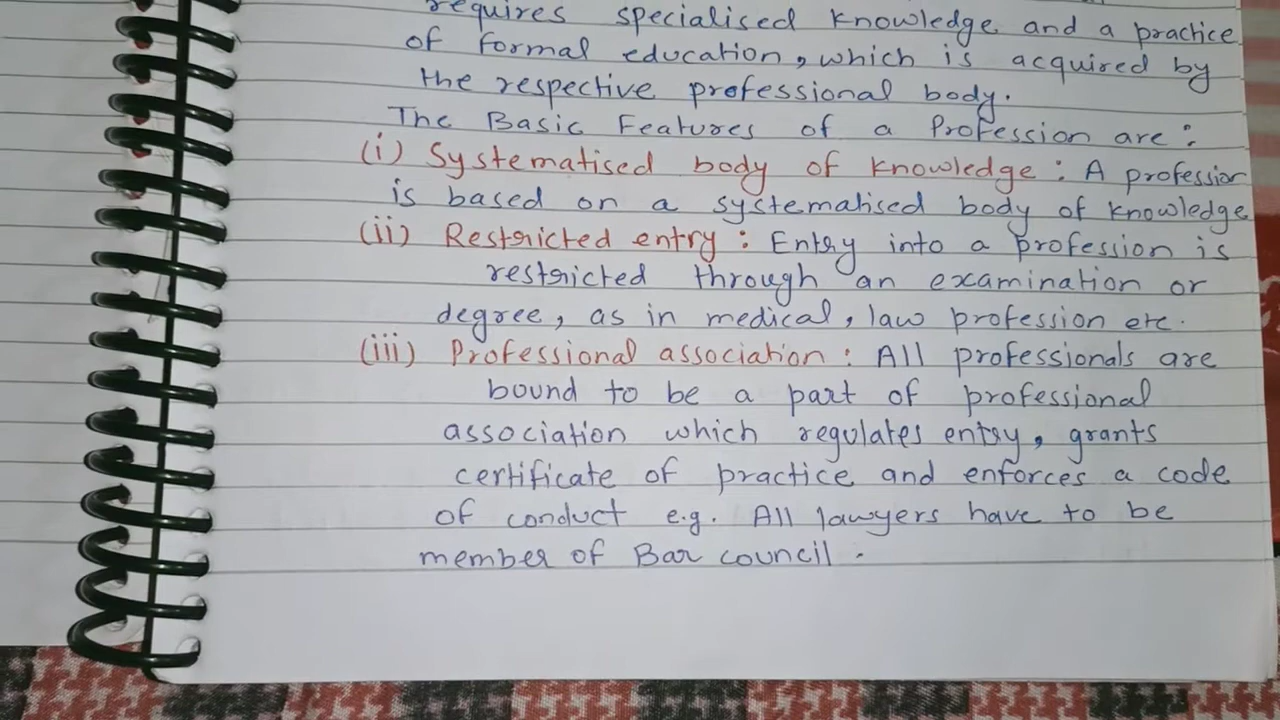 requires specialised knowledge and a practice
of formal education, which is acquired by
the respective professional body.
The Basic Features of a Profession are:
(i) Systematised body of knowledge: A profession
is based on a systematised body of knowledge
(ii) Restricted entry: Entry into a profession is
restricted through an examination or
degree, as in medical, law profession etc.
(iii) Professional association: All professionals are
bound to be a part of professional
association which regulates entry, grants
certificate of practice and enforces a code
of conduct e.g. All lawyers have to be
member of Bar council.